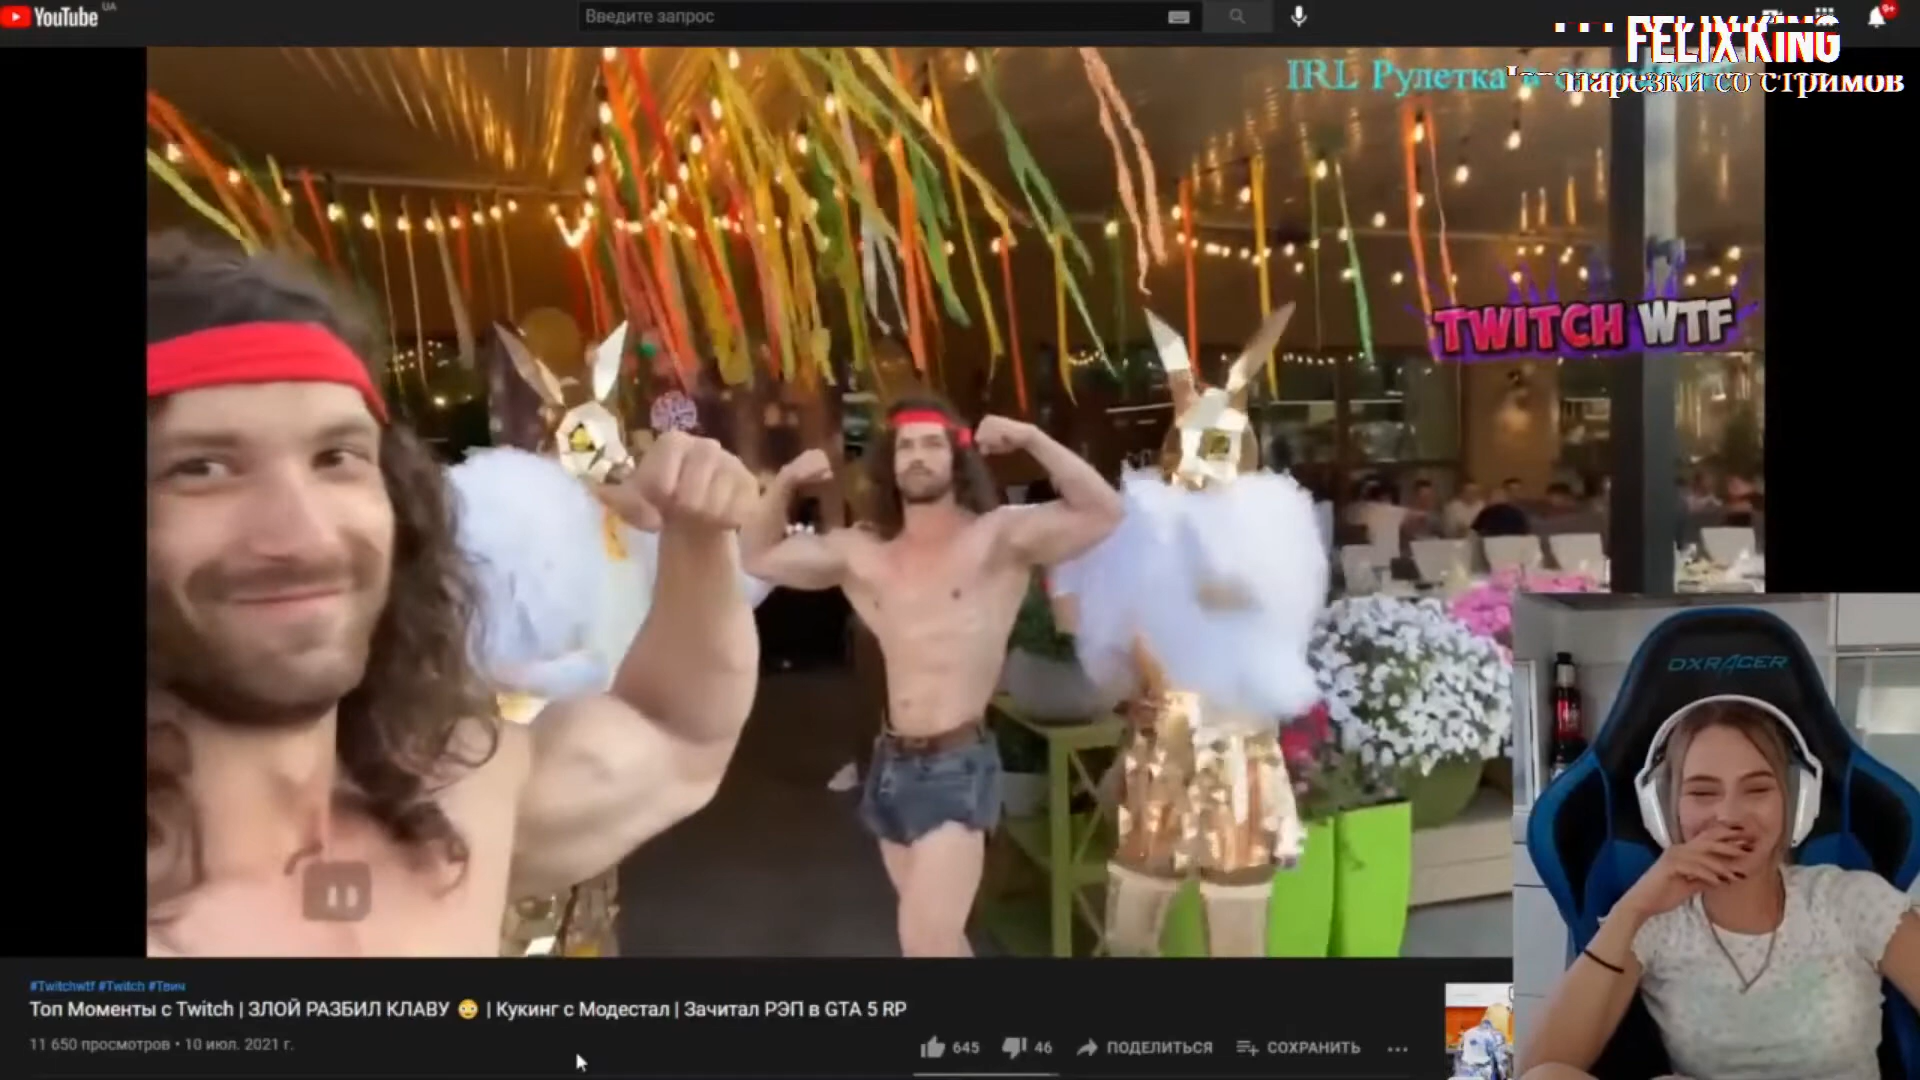 YouTube UA
Введите запрос
9+
FELIX KING
IRL Рулетка
Нарезки со стримов
TWITCH WTF
DXRACER
#Twitchwtf #Twitch #Твич
Топ Моменты с Twitch | ЗЛОЙ РАЗБИЛ КЛАВУ 😳 | Кукинг с Модестал | Зачитал РЭП в GTA 5 RP
11 650 просмотров • 10 июл. 2021 г.
645
46
ПОДЕЛИТЬСЯ
СОХРАНИТЬ